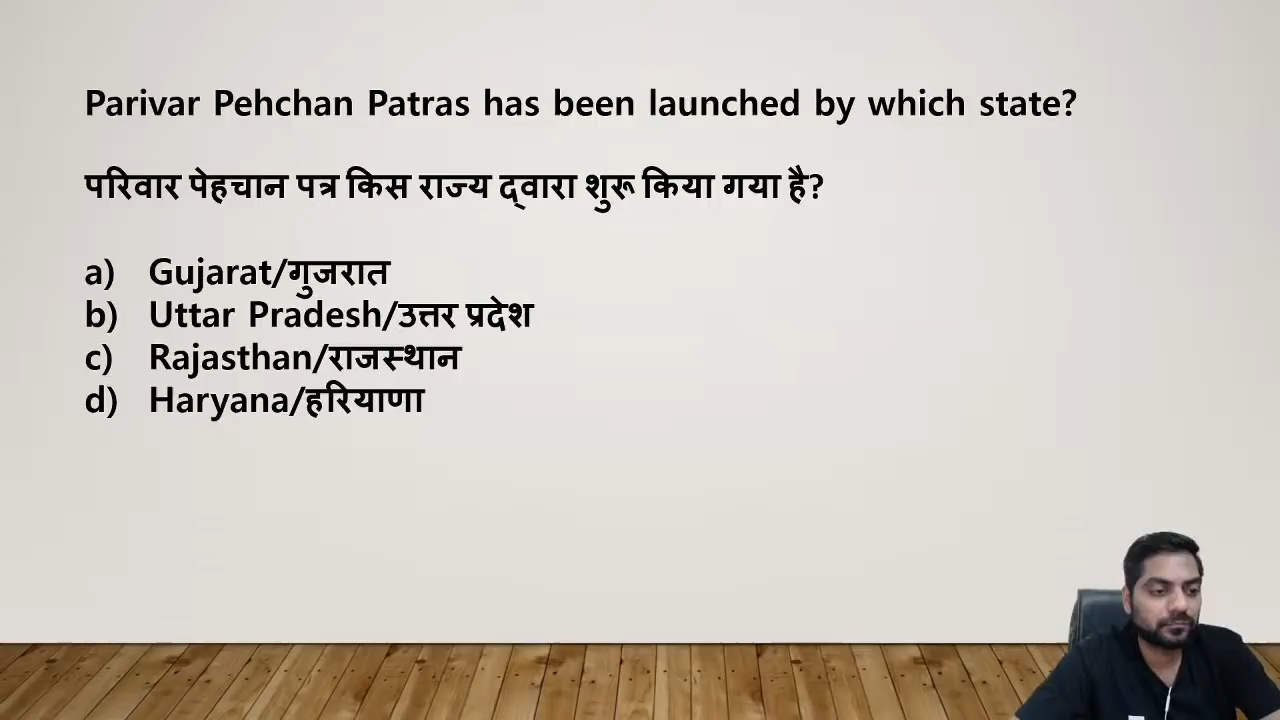 Parivar Pehchan Patras has been launched by which state?
परिवार पेहचान पत्र किस राज्य द्वारा शुरू किया गया है?
a) Gujarat/गुजरात
b) Uttar Pradesh/उत्तर प्रदेश
c) Rajasthan/राजस्थान
d) Haryana/हरियाणा